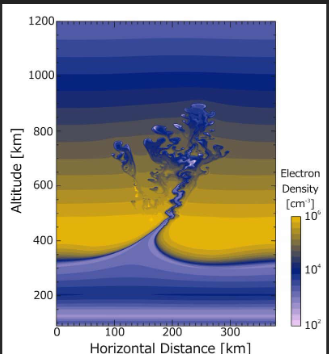 1200
1000
800
600
400
200
Altitude [km]
0
100
200
300
Horizontal Distance [km]
Electron
Density
[cm⁻³]
10⁶
10⁴
10²